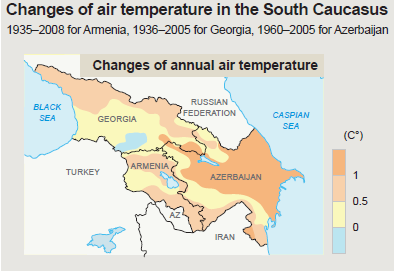 Changes of air temperature in the South Caucasus
1935–2008 for Armenia, 1936–2005 for Georgia, 1960–2005 for Azerbaijan
Changes of annual air temperature
BLACK
SEA
GEORGIA
RUSSIAN
FEDERATION
CASPIAN
SEA
(C°)
TURKEY
ARMENIA
AZERBAIJAN
1
0.5
0
AZ
IRAN